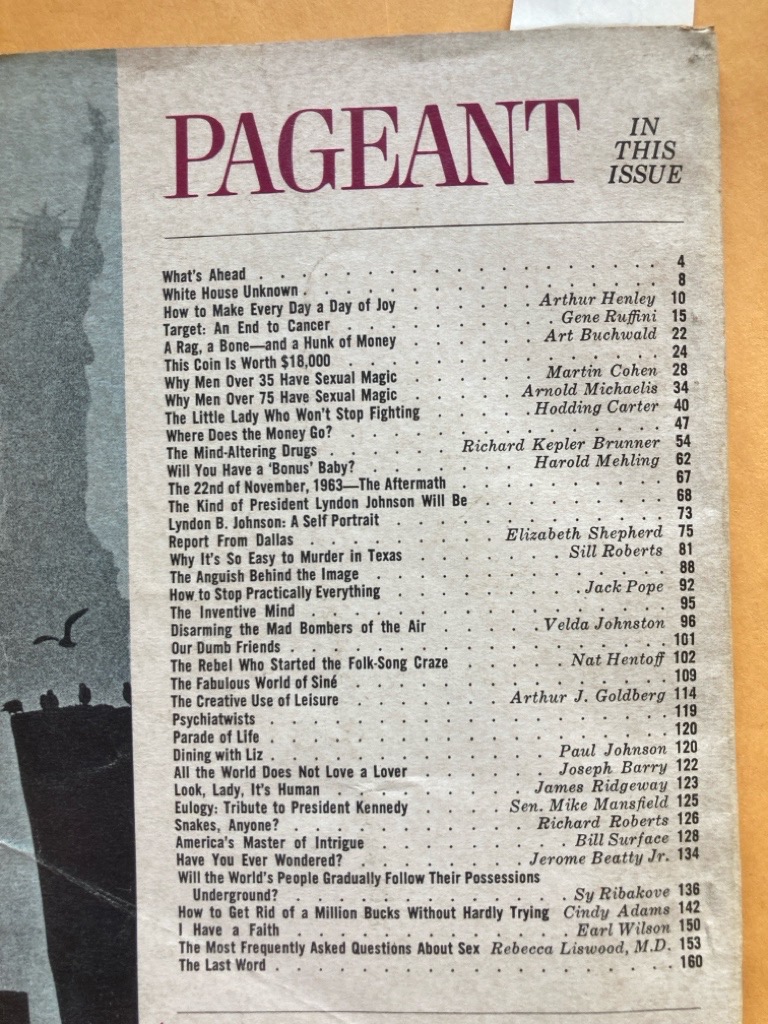 PAGEANT
IN
THIS
ISSUE
What's Ahead . . . . . . . . . . 4
White House Unknown . . . . . . . . . . 8
How to Make Every Day a Day of Joy . . . . . Arthur Henley 10
Target: An End to Cancer . . . . . Gene Ruffini 15
A Rag, a Bone—and a Hunk of Money . . . . . Art Buchwald 22
This Coin Is Worth $18,000 . . . . . . . . . . 24
Why Men Over 35 Have Sexual Magic . . . . . Martin Cohen 28
Why Men Over 75 Have Sexual Magic . . . . . Arnold Michaelis 34
The Little Lady Who Won't Stop Fighting . . . . . Hodding Carter 40
Where Does the Money Go? . . . . . . . . . . 47
The Mind-Altering Drugs . . . . . Richard Kepler Brunner 54
Will You Have a 'Bonus' Baby? . . . . . Harold Mehling 62
The 22nd of November, 1963—The Aftermath . . . . . 67
The Kind of President Lyndon Johnson Will Be . . . . . 68
Lyndon B. Johnson: A Self Portrait . . . . . 73
Report From Dallas . . . . . Elizabeth Shepherd 75
Why It's So Easy to Murder in Texas . . . . . Sill Roberts 81
The Anguish Behind the Image . . . . . 88
How to Stop Practically Everything . . . . . Jack Pope 92
The Inventive Mind . . . . . . . . . . 95
Disarming the Mad Bombers of the Air . . . . . Velda Johnston 96
Our Dumb Friends . . . . . . . . . . 101
The Rebel Who Started the Folk-Song Craze . . . . . Nat Hentoff 102
The Fabulous World of Siné . . . . . . . . . . 109
The Creative Use of Leisure . . . . . Arthur J. Goldberg 114
Psychiatwists . . . . . . . . . . 119
Parade of Life . . . . . . . . . . 120
Dining with Liz . . . . . Paul Johnson 120
All the World Does Not Love a Lover . . . . . Joseph Barry 122
Look, Lady, It's Human . . . . . James Ridgeway 123
Eulogy: Tribute to President Kennedy . . . . . Sen. Mike Mansfield 125
Snakes, Anyone? . . . . . Richard Roberts 126
America's Master of Intrigue . . . . . Bill Surface 128
Have You Ever Wondered? . . . . . Jerome Beatty Jr. 134
Will the World's People Gradually Follow Their Possessions
Underground? . . . . . Sy Ribakove 136
How to Get Rid of a Million Bucks Without Hardly Trying Cindy Adams 142
I Have a Faith . . . . . Earl Wilson 150
The Most Frequently Asked Questions About Sex Rebecca Liswood, M.D. 153
The Last Word . . . . . . . . . . 160